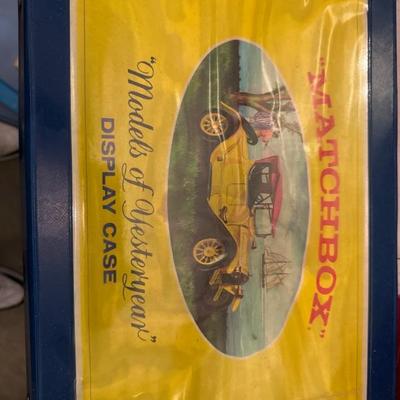 "MATCHBOX"
"Models of Yesteryear"
DISPLAY CASE